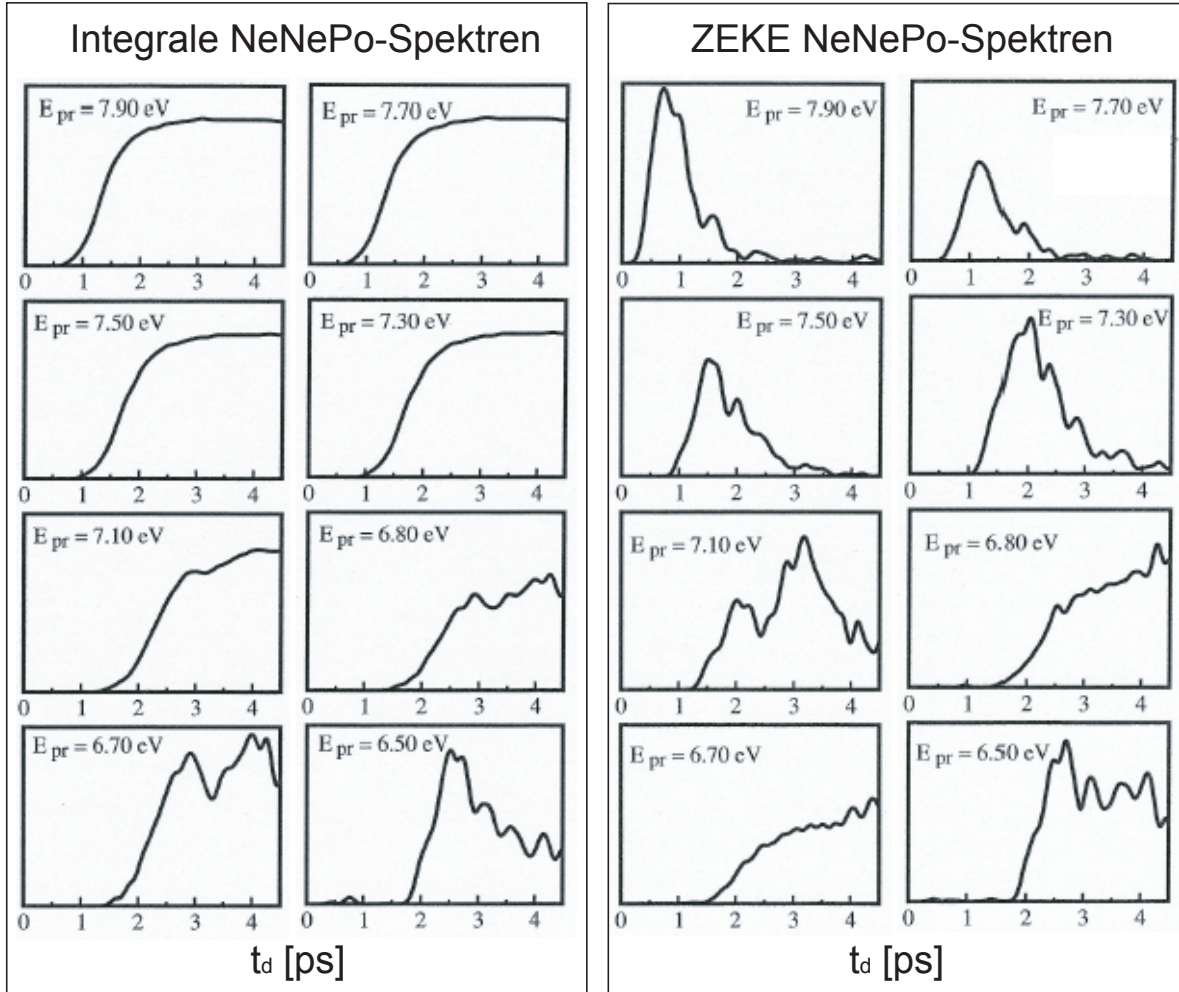 Integrale NeNePo-Spektren
E pr = 7.90 eV
E pr = 7.70 eV
0 1 2 3 4
0 1 2 3 4
E pr = 7.50 eV
E pr = 7.30 eV
0 1 2 3 4
0 1 2 3 4
E pr = 7.10 eV
E pr = 6.80 eV
0 1 2 3 4
0 1 2 3 4
E pr = 6.70 eV
E pr = 6.50 eV
0 1 2 3 4
0 1 2 3 4
td [ps]
ZEKE NeNePo-Spektren
E pr = 7.90 eV
E pr = 7.70 eV
0 1 2 3 4
0 1 2 3 4
E pr = 7.50 eV
E pr = 7.30 eV
0 1 2 3 4
0 1 2 3 4
E pr = 7.10 eV
E pr = 6.80 eV
0 1 2 3 4
0 1 2 3 4
E pr = 6.70 eV
E pr = 6.50 eV
0 1 2 3 4
0 1 2 3 4
td [ps]